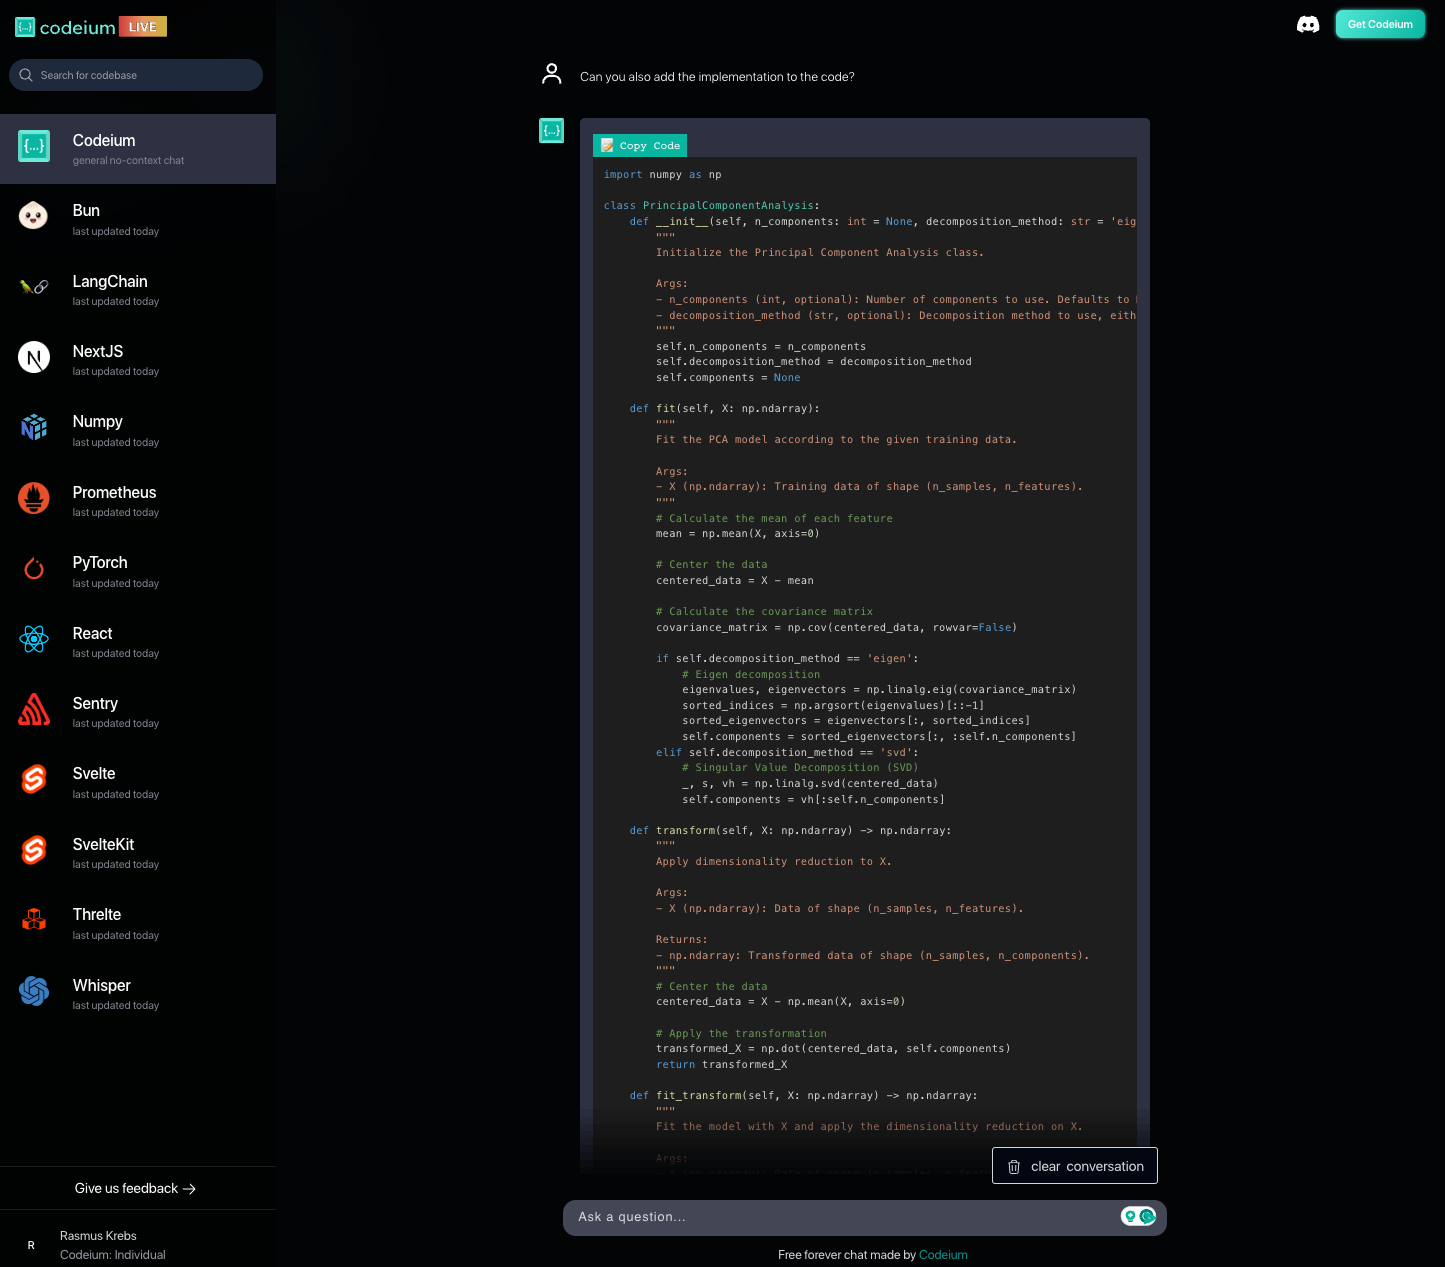 codeium LIVE
Search for codebase
Codeium
general no-context chat
Bun
last updated today
LangChain
last updated today
NextJS
last updated today
Numpy
last updated today
Prometheus
last updated today
PyTorch
last updated today
React
last updated today
Sentry
last updated today
Svelte
last updated today
SvelteKit
last updated today
Threlte
last updated today
Whisper
last updated today
Give us feedback
R
Rasmus Krebs
Codeium: Individual
Get Codeium
Can you also add the implementation to the code?
{...}
Copy Code
import numpy as np
class PrincipalComponentAnalysis:
    def __init__(self, n_components: int = None, decomposition_method: str = 'eig
        """
        Initialize the Principal Component Analysis class.
        Args:
        - n_components (int, optional): Number of components to use. Defaults to
        - decomposition_method (str, optional): Decomposition method to use, eith
        """
        self.n_components = n_components
        self.decomposition_method = decomposition_method
        self.components = None
    def fit(self, X: np.ndarray):
        """
        Fit the PCA model according to the given training data.
        Args:
        - X (np.ndarray): Training data of shape (n_samples, n_features).
        """
        # Calculate the mean of each feature
        mean = np.mean(X, axis=0)
        # Center the data
        centered_data = X - mean
        # Calculate the covariance matrix
        covariance_matrix = np.cov(centered_data, rowvar=False)
        if self.decomposition_method == 'eigen':
            # Eigen decomposition
            eigenvalues, eigenvectors = np.linalg.eig(covariance_matrix)
            sorted_indices = np.argsort(eigenvalues)[::-1]
            sorted_eigenvectors = eigenvectors[:, sorted_indices]
            self.components = sorted_eigenvectors[:, :self.n_components]
        elif self.decomposition_method == 'svd':
            # Singular Value Decomposition (SVD)
            _, s, vh = np.linalg.svd(centered_data)
            self.components = vh[:self.n_components]
    def transform(self, X: np.ndarray) -> np.ndarray:
        """
        Apply dimensionality reduction to X.
        Args:
        - X (np.ndarray): Data of shape (n_samples, n_features).
        Returns:
        - np.ndarray: Transformed data of shape (n_samples, n_components).
        """
        # Center the data
        centered_data = X - np.mean(X, axis=0)
        # Apply the transformation
        transformed_X = np.dot(centered_data, self.components)
        return transformed_X
    def fit_transform(self, X: np.ndarray) -> np.ndarray:
        """
        Fit the model with X and apply the dimensionality reduction on X.
        Args:
clear conversation
Ask a question...
Free forever chat made by Codeium